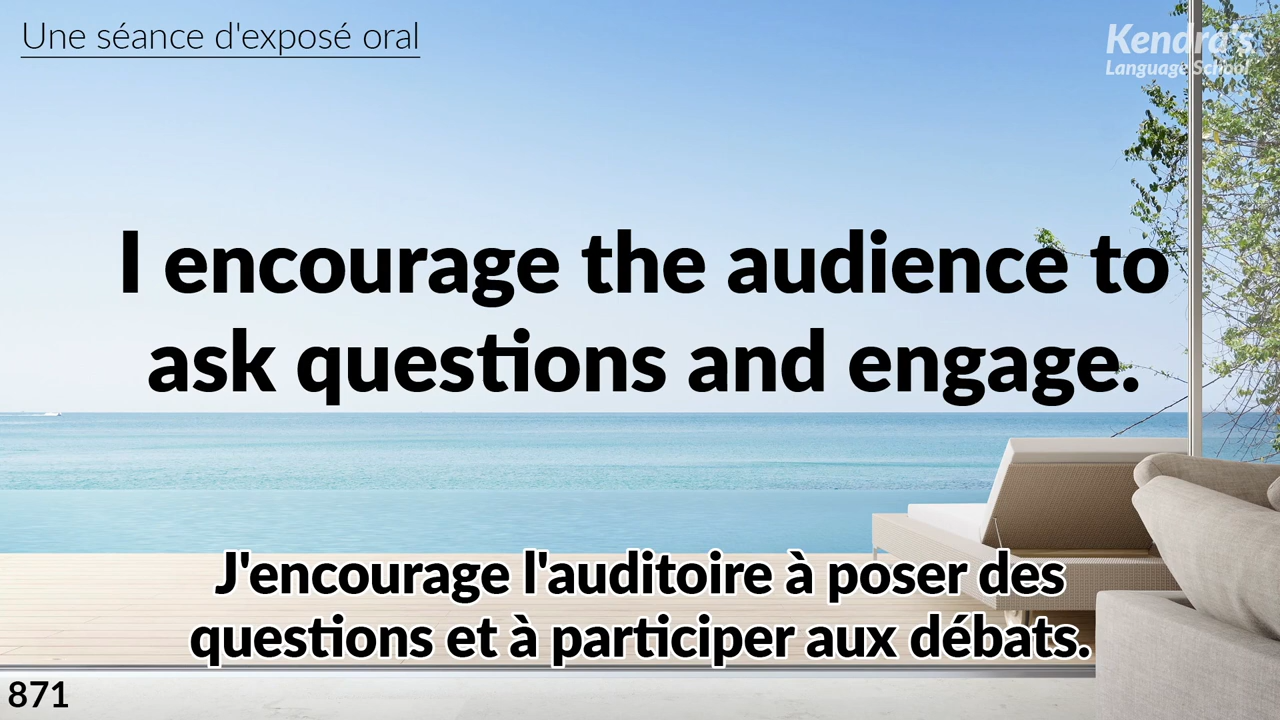 Une séance d'exposé oral
Kendra's
Language School
I encourage the audience to
ask questions and engage.
J'encourage l'auditoire à poser des
questions et à participer aux débats.
871